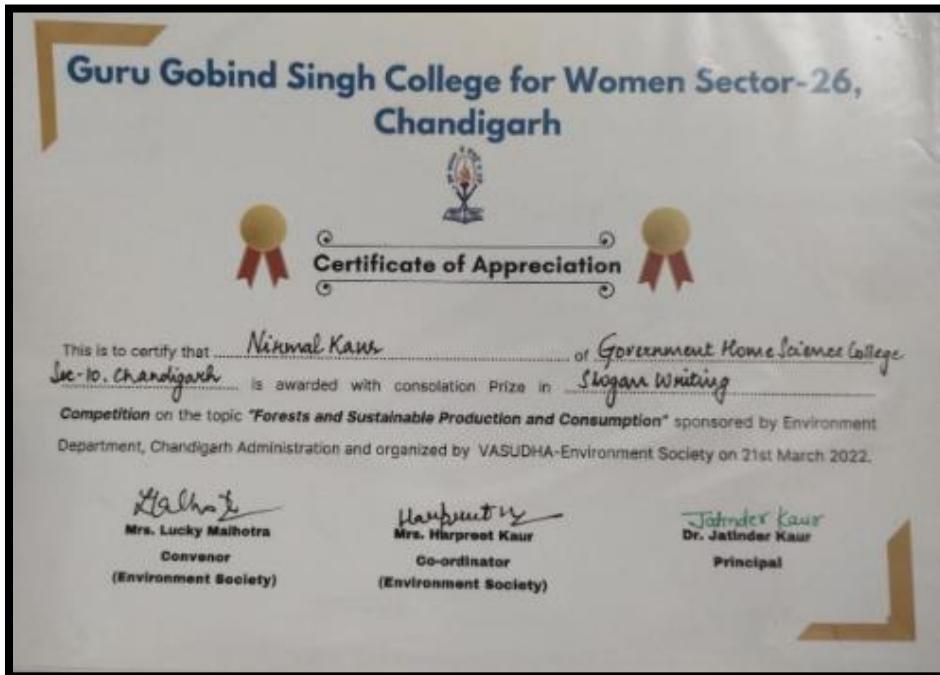 Guru Gobind Singh College for Women Sector-26,
Chandigarh
Certificate of Appreciation
This is to certify that Nirmal Kaur of Government Home Science College
Sec-10. Chandigarh is awarded with consolation Prize in Slogan Writing
Competition on the topic "Forests and Sustainable Production and Consumption" sponsored by Environment
Department, Chandigarh Administration and organized by VASUDHA-Environment Society on 21st March 2022.
Malhotra Harpreet Jatinder Kaur
Mrs. Lucky Malhotra Mrs. Harpreet Kaur Dr. Jatinder Kaur
Convenor Co-ordinator Principal
(Environment Society) (Environment Society)